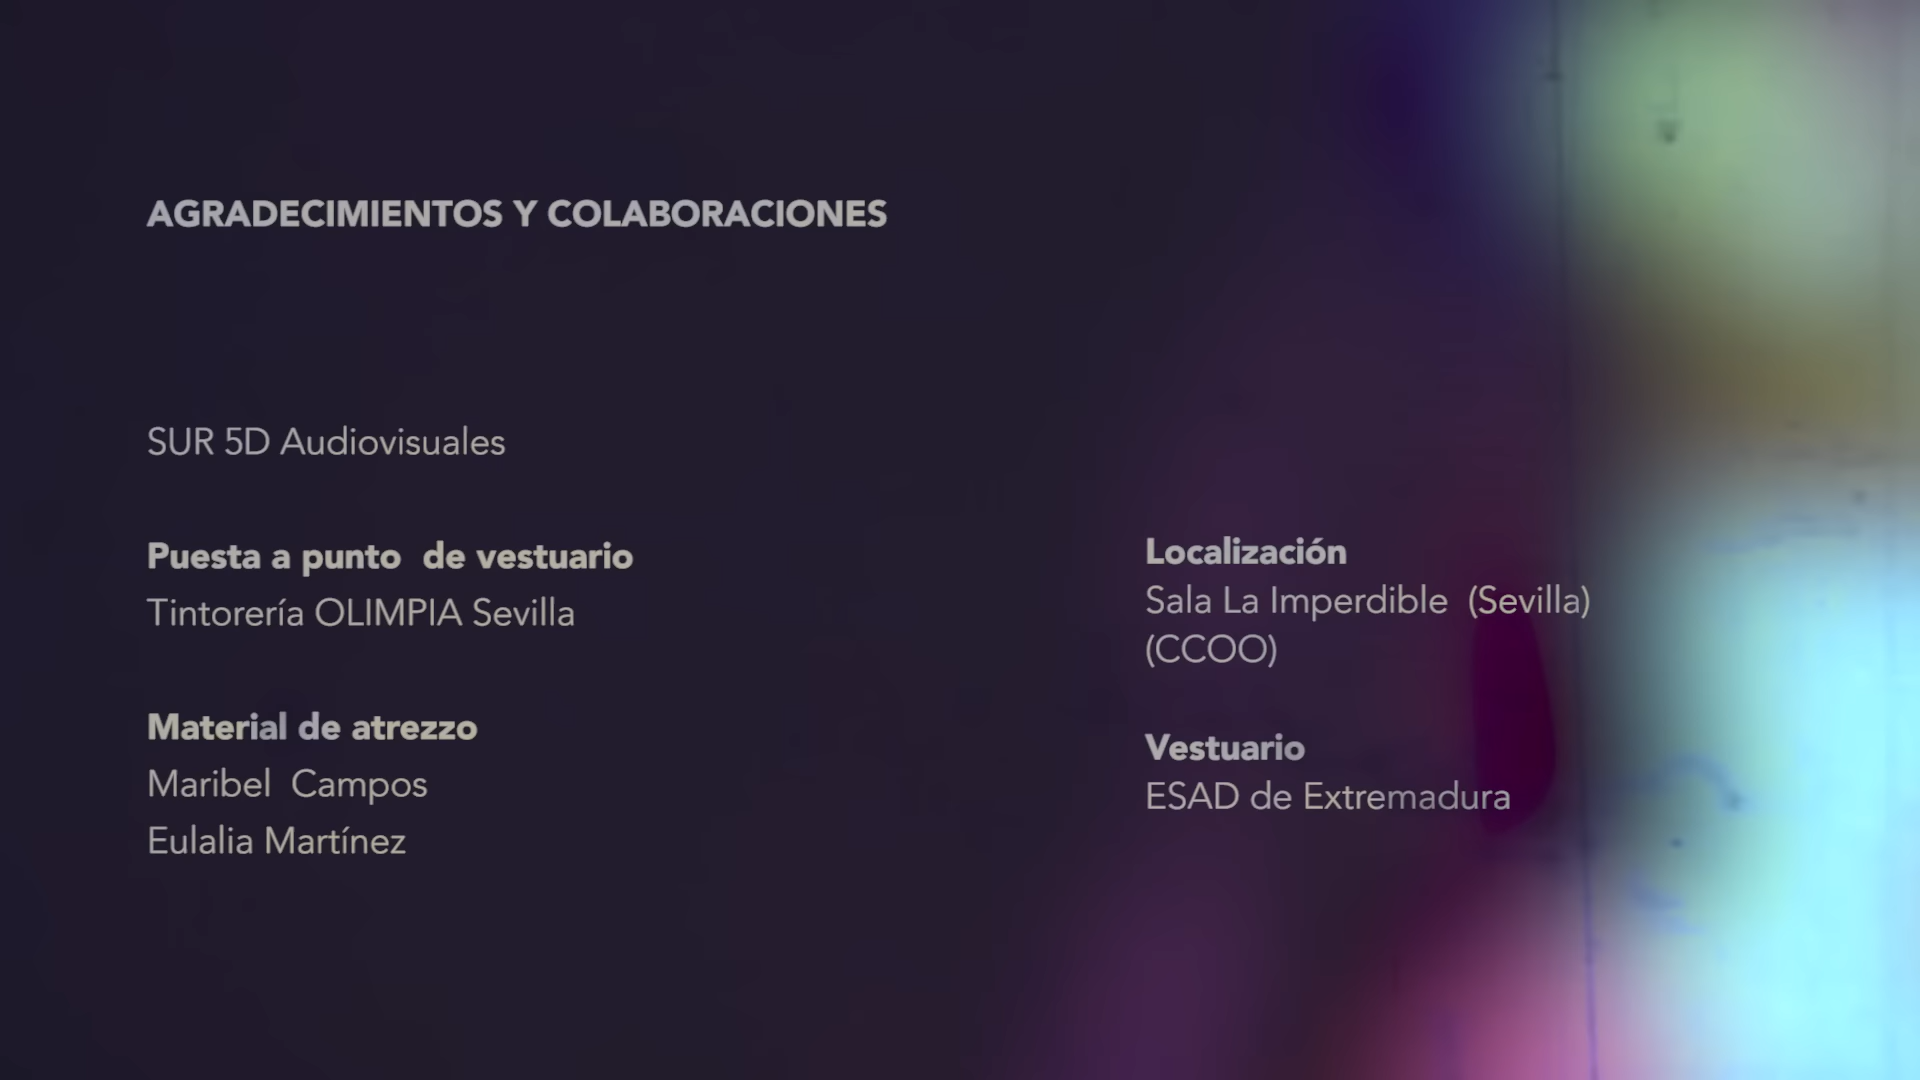 AGRADECIMIENTOS Y COLABORACIONES
SUR 5D Audiovisuales
Puesta a punto de vestuario
Tintorería OLIMPIA Sevilla
Material de atrezzo
Maribel Campos
Eulalia Martínez
Localización
Sala La Imperdible (Sevilla)
(CCOO)
Vestuario
ESAD de Extremadura